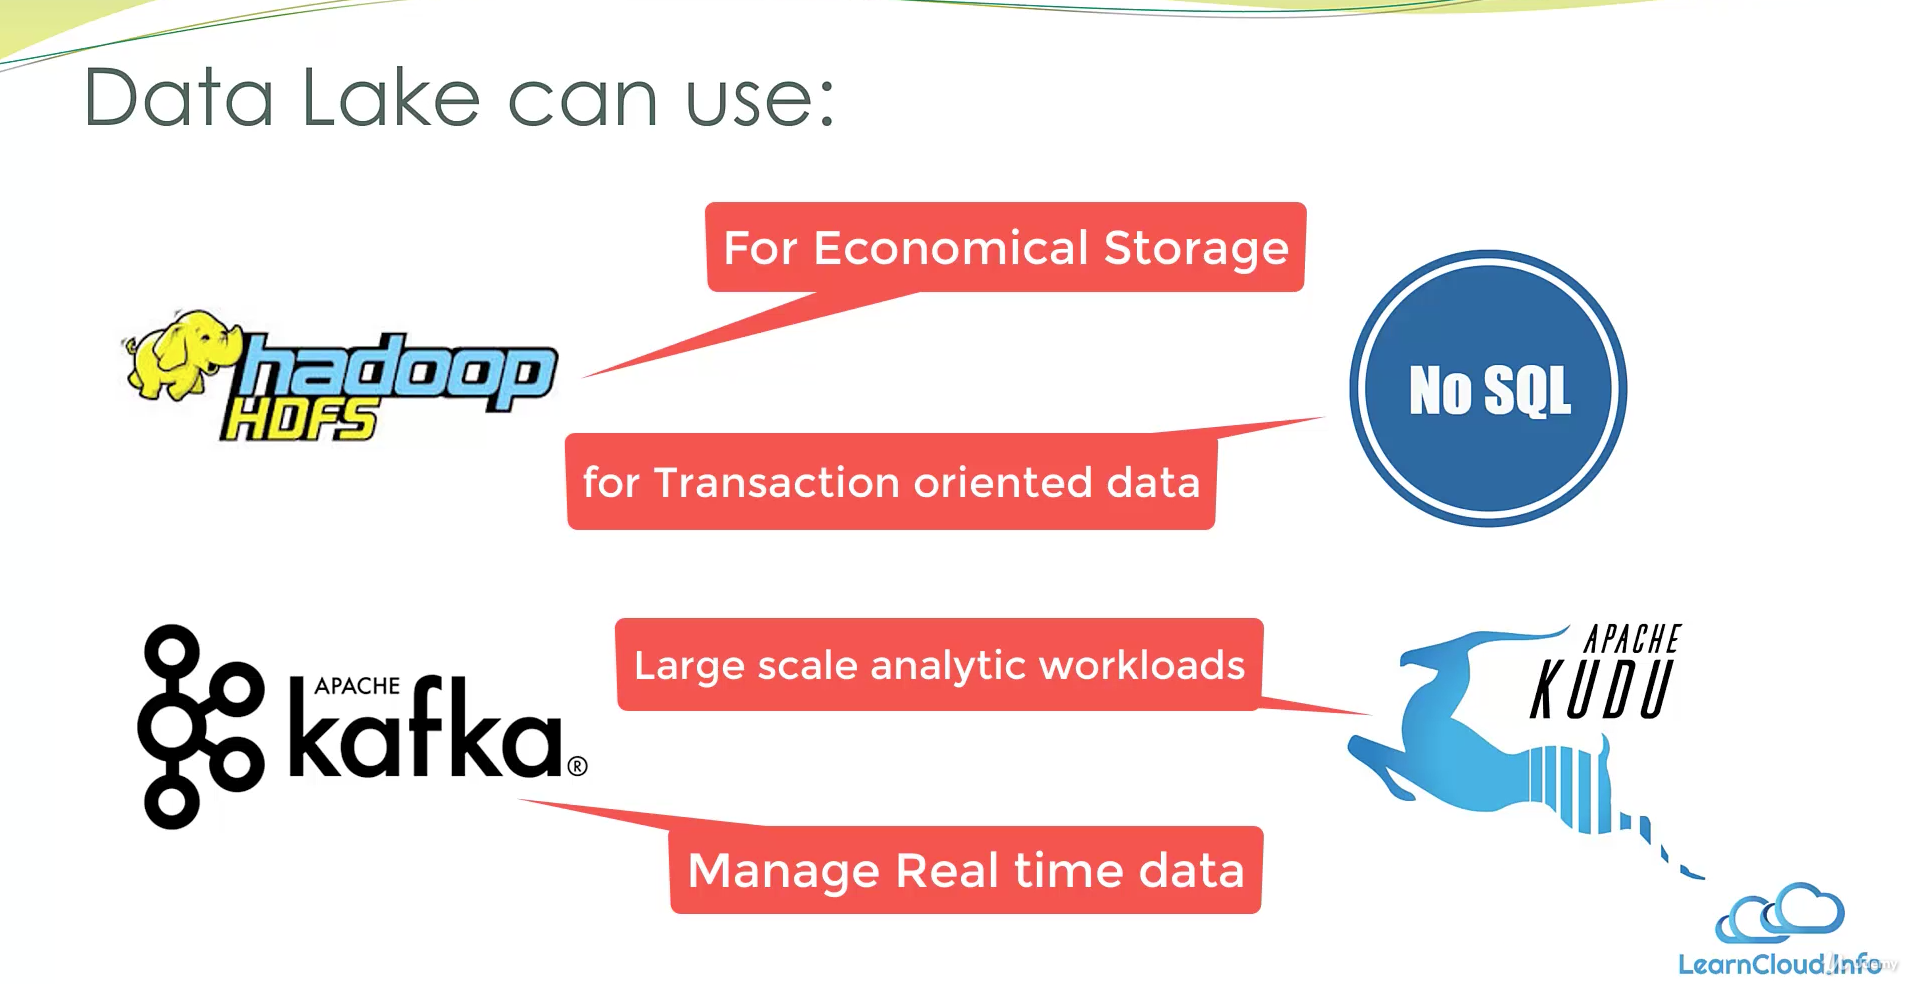 Data Lake can use:
For Economical Storage
hadoop
HDFS
No SQL
for Transaction oriented data
APACHE
kafka®
Large scale analytic workloads
APACHE
KUDU
Manage Real time data
LearnCloud.Info